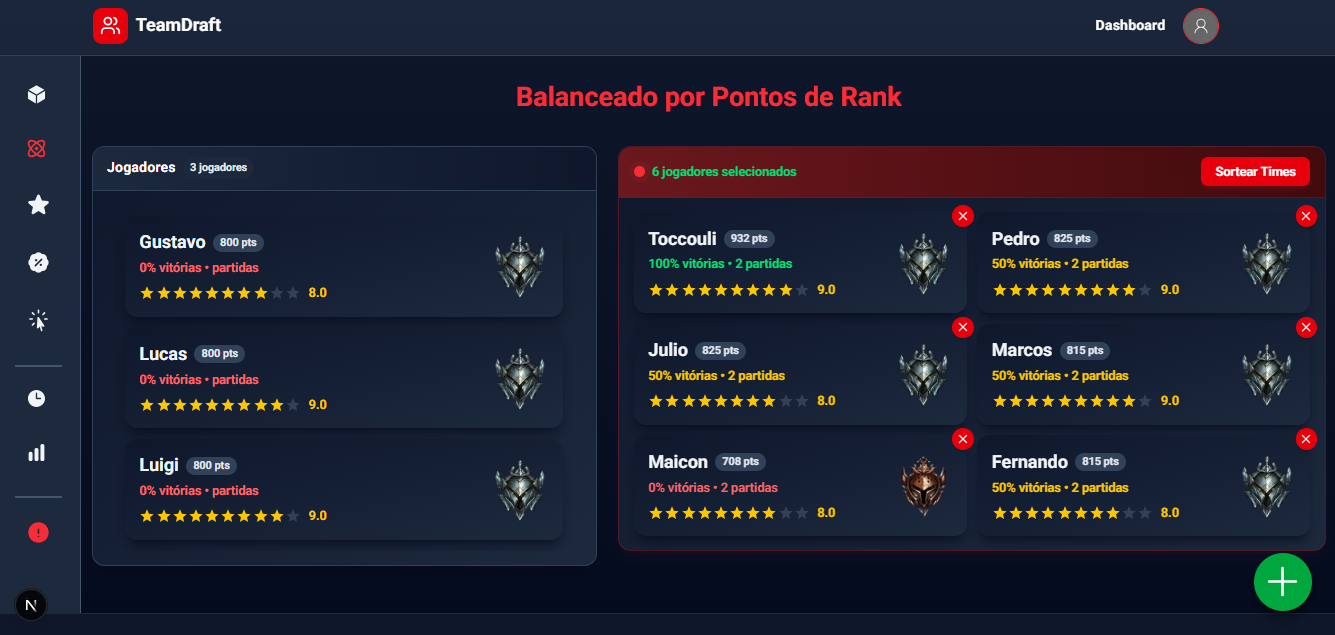 TeamDraft
Dashboard
Balanceado por Pontos de Rank
Jogadores 3 jogadores
Gustavo 800 pts
0% vitórias • partidas
8.0
Lucas 800 pts
0% vitórias • partidas
9.0
Luigi 800 pts
0% vitórias • partidas
9.0
6 jogadores selecionados
Sortear Times
Toccouli 932 pts
100% vitórias • 2 partidas
9.0
Pedro 825 pts
50% vitórias • 2 partidas
9.0
Julio 825 pts
50% vitórias • 2 partidas
8.0
Marcos 815 pts
50% vitórias • 2 partidas
9.0
Maicon 708 pts
0% vitórias • 2 partidas
8.0
Fernando 815 pts
50% vitórias • 2 partidas
8.0
N